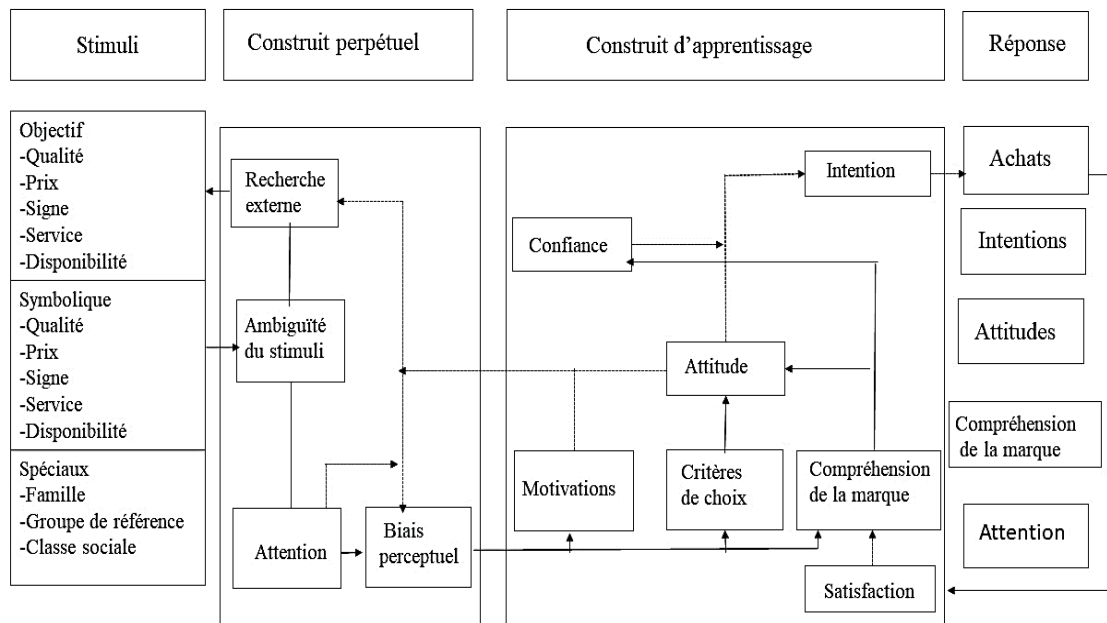 Stimuli
Construit perpétuel
Construit d'apprentissage
Réponse
Objectif
-Qualité
-Prix
-Signe
-Service
-Disponibilité
Symbolique
-Qualité
-Prix
-Signe
-Service
-Disponibilité
Spéciaux
-Famille
-Groupe de référence
-Classe sociale
Recherche
externe
Ambiguïté
du stimuli
Attention
Biais
perceptuel
Intention
Confiance
Attitude
Motivations
Critères
de choix
Compréhension
de la marque
Satisfaction
Achats
Intentions
Attitudes
Compréhension
de la marque
Attention